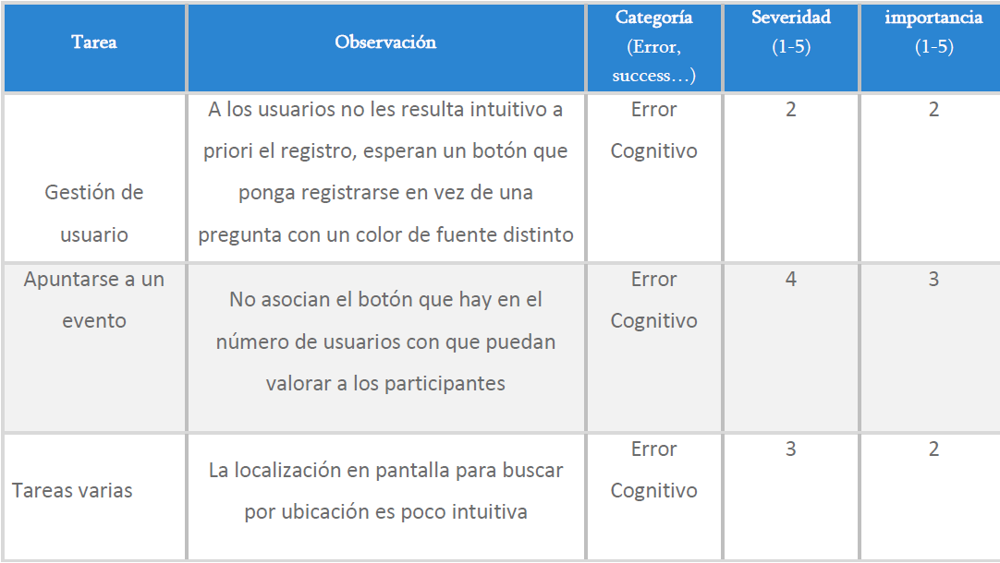 Tarea
Observación
Categoría
(Error,
success…)
Severidad
(1-5)
importancia
(1-5)
Gestión de
usuario
A los usuarios no les resulta intuitivo a
priori el registro, esperan un botón que
ponga registrarse en vez de una
pregunta con un color de fuente distinto
Error
Cognitivo
2
2
Apuntarse a un
evento
No asocian el botón que hay en el
número de usuarios con que puedan
valorar a los participantes
Error
Cognitivo
4
3
Tareas varias
La localización en pantalla para buscar
por ubicación es poco intuitiva
Error
Cognitivo
3
2